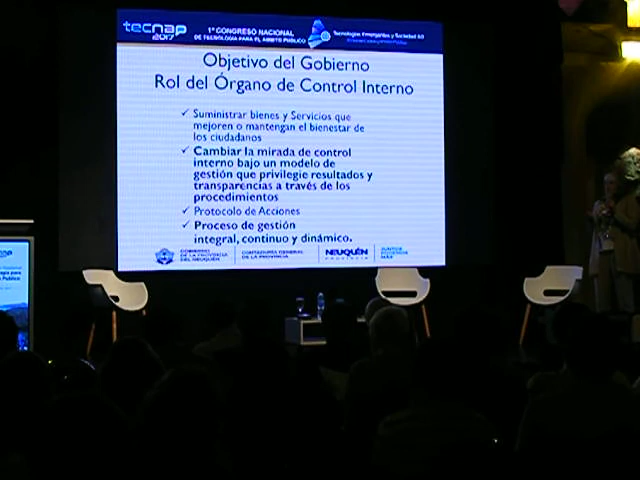 tecnap 2017
1° CONGRESO NACIONAL
DE TECNOLOGÍA PARA EL ÁMBITO PÚBLICO
Tecnologías Emergentes y Sociedad
Objetivo del Gobierno
Rol del Órgano de Control Interno
✓ Suministrar bienes y Servicios que
mejoren o mantengan el bienestar de
los ciudadanos
✓ Cambiar la mirada de control
interno bajo un modelo de
gestión que privilegie resultados y
transparencias a través de los
procedimientos
✓ Protocolo de Acciones
✓ Proceso de gestión
integral, continuo y dinámico.
GOBIERNO
DE LA PROVINCIA
DEL NEUQUÉN
CONTADURÍA GENERAL
DE LA PROVINCIA
NEUQUÉN
PROVINCIA
JUNTOS
PODEMOS
MÁS